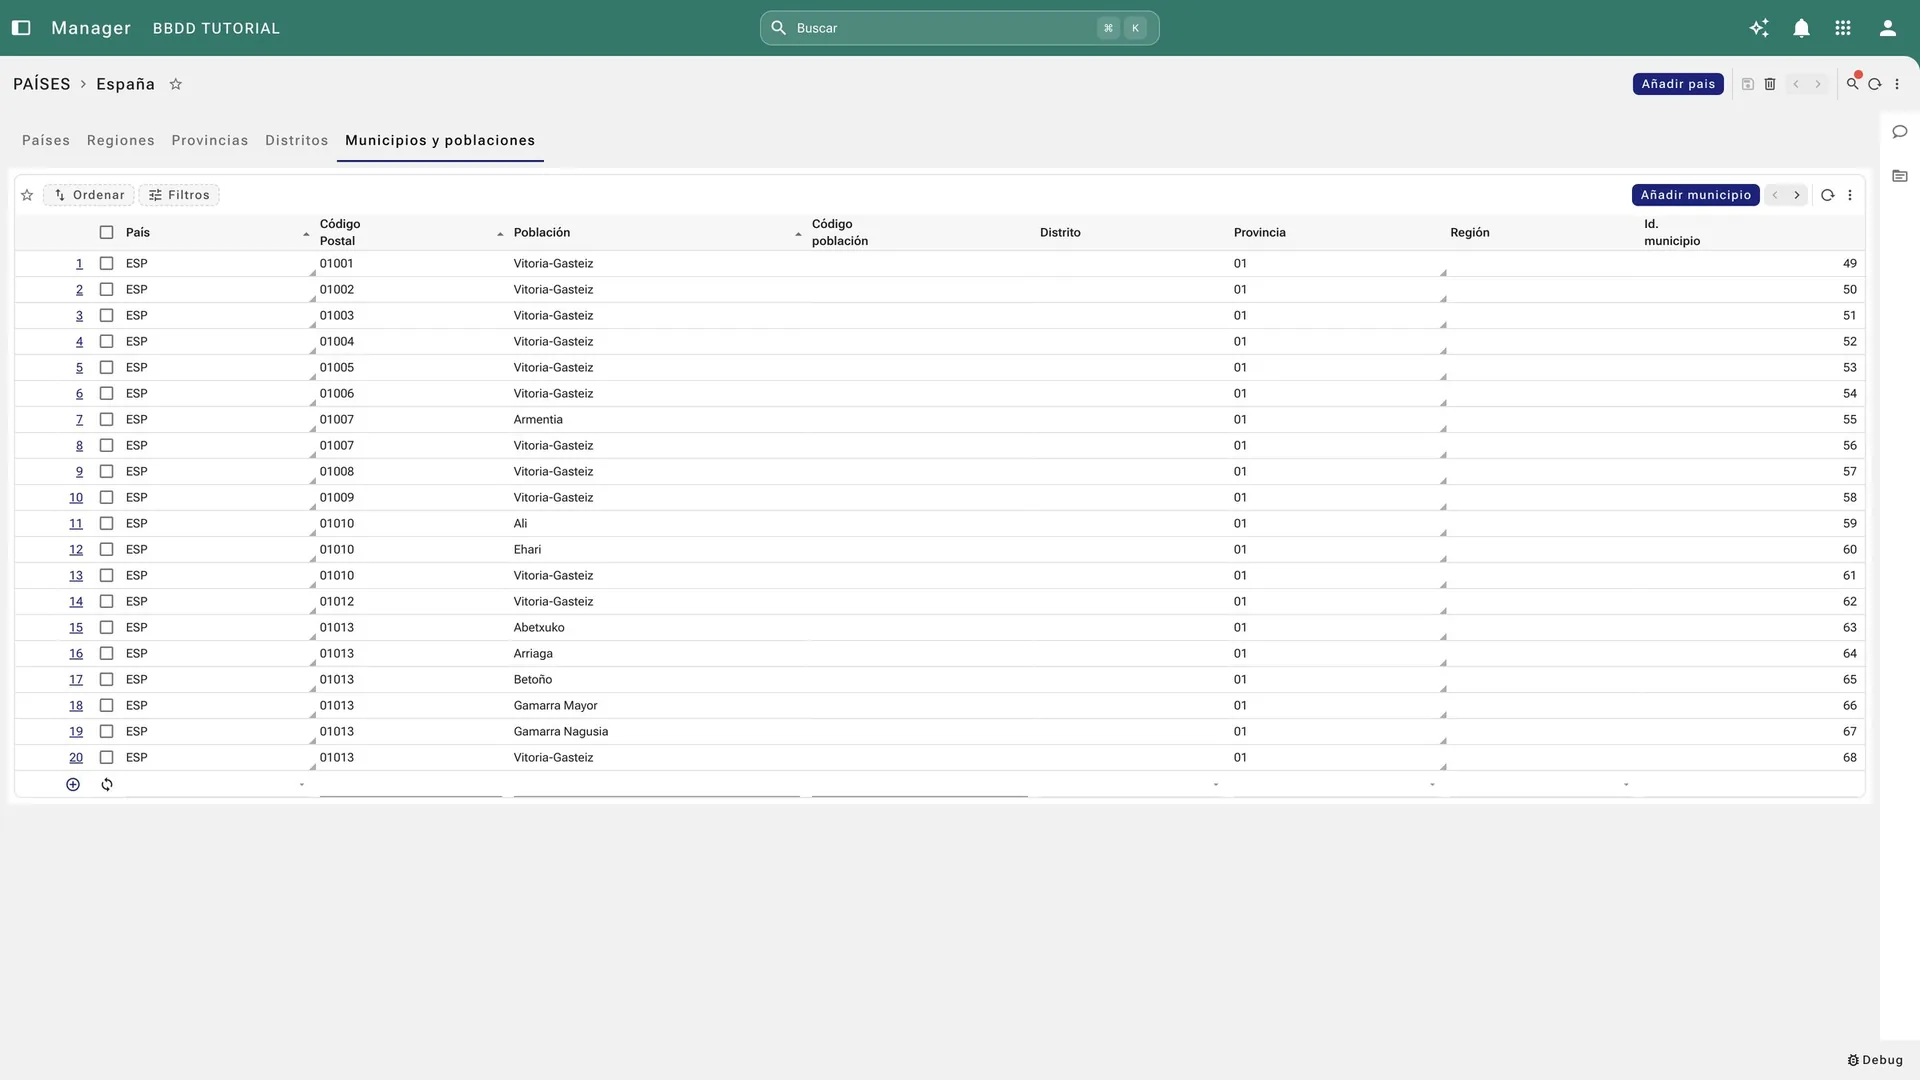 Manager BBDD TUTORIAL Buscar ⌘ K
PAÍSES › España Añadir pais
Países Regiones Provincias Distritos Municipios y poblaciones
Ordenar Filtros Añadir municipio
País Código Postal Población Código población Distrito Provincia Región Id. municipio
1 ESP 01001 Vitoria-Gasteiz 01 49
2 ESP 01002 Vitoria-Gasteiz 01 50
3 ESP 01003 Vitoria-Gasteiz 01 51
4 ESP 01004 Vitoria-Gasteiz 01 52
5 ESP 01005 Vitoria-Gasteiz 01 53
6 ESP 01006 Vitoria-Gasteiz 01 54
7 ESP 01007 Armentia 01 55
8 ESP 01007 Vitoria-Gasteiz 01 56
9 ESP 01008 Vitoria-Gasteiz 01 57
10 ESP 01009 Vitoria-Gasteiz 01 58
11 ESP 01010 Ali 01 59
12 ESP 01010 Ehari 01 60
13 ESP 01010 Vitoria-Gasteiz 01 61
14 ESP 01012 Vitoria-Gasteiz 01 62
15 ESP 01013 Abetxuko 01 63
16 ESP 01013 Arriaga 01 64
17 ESP 01013 Betoño 01 65
18 ESP 01013 Gamarra Mayor 01 66
19 ESP 01013 Gamarra Nagusia 01 67
20 ESP 01013 Vitoria-Gasteiz 01 68
Debug